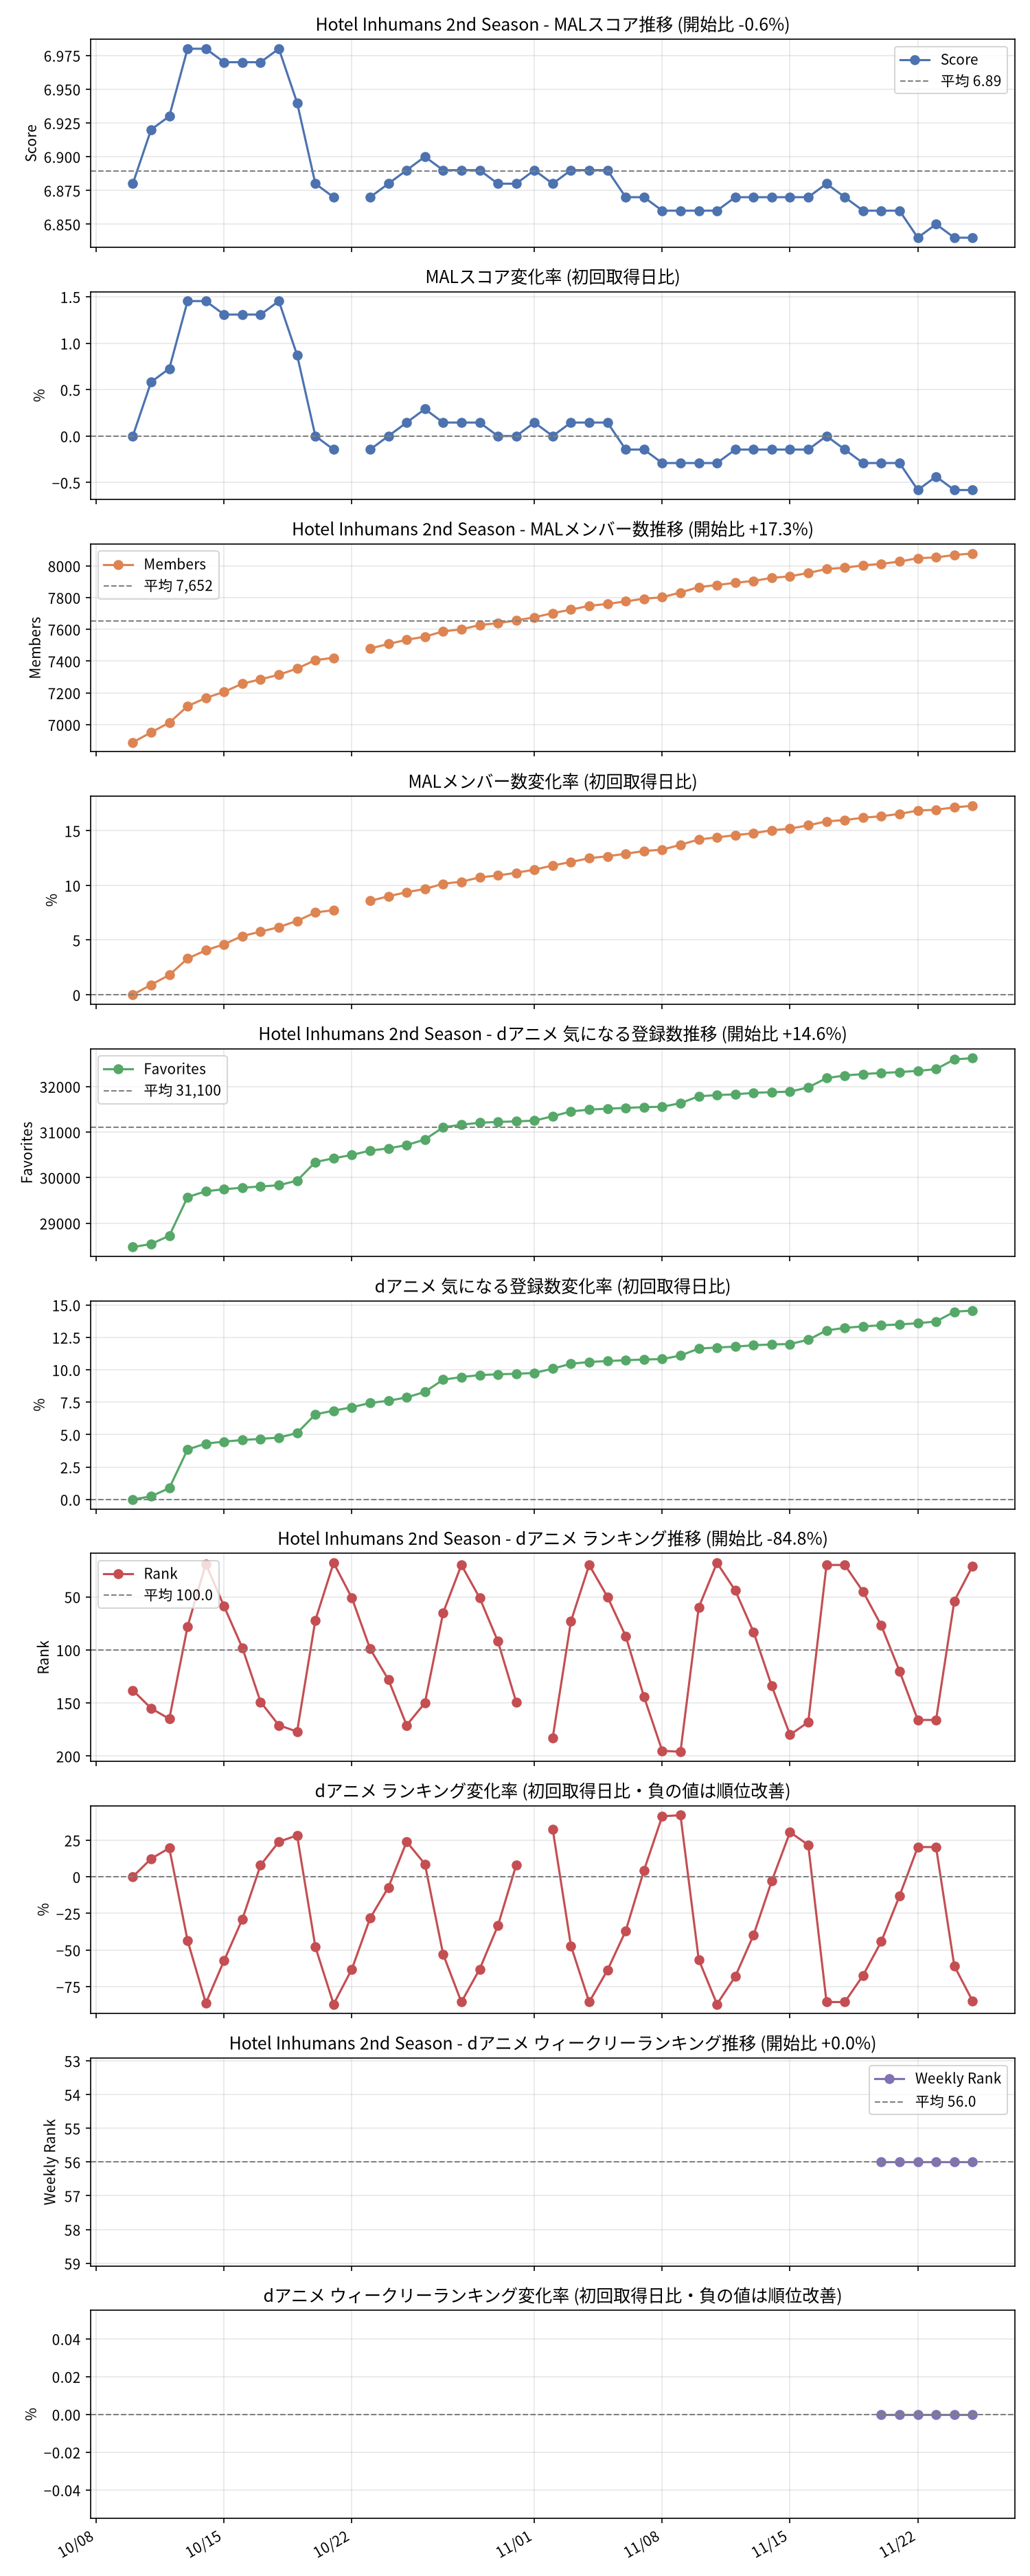 Hotel Inhumans 2nd Season - MALスコア推移 (開始比 -0.6%)
Score
平均 6.89
Score
6.975
6.950
6.925
6.900
6.875
6.850
MALスコア変化率 (初回取得日比)
%
1.5
1.0
0.5
0.0
−0.5
Hotel Inhumans 2nd Season - MALメンバー数推移 (開始比 +17.3%)
Members
平均 7,652
Members
8000
7800
7600
7400
7200
7000
MALメンバー数変化率 (初回取得日比)
%
15
10
5
0
Hotel Inhumans 2nd Season - dアニメ 気になる登録数推移 (開始比 +14.6%)
Favorites
平均 31,100
Favorites
32000
31000
30000
29000
dアニメ 気になる登録数変化率 (初回取得日比)
%
15.0
12.5
10.0
7.5
5.0
2.5
0.0
Hotel Inhumans 2nd Season - dアニメ ランキング推移 (開始比 -84.8%)
Rank
平均 100.0
Rank
50
100
150
200
dアニメ ランキング変化率 (初回取得日比・負の値は順位改善)
%
25
0
−25
−50
−75
Hotel Inhumans 2nd Season - dアニメ ウィークリーランキング推移 (開始比 +0.0%)
Weekly Rank
平均 56.0
Weekly Rank
53
54
55
56
57
58
59
dアニメ ウィークリーランキング変化率 (初回取得日比・負の値は順位改善)
%
0.04
0.02
0.00
−0.02
−0.04
10/08
10/15
10/22
11/01
11/08
11/15
11/22